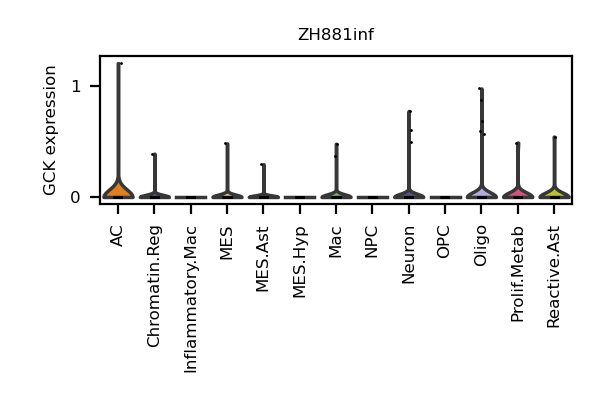 ZH881inf
GCK expression
1
0
AC
Chromatin.Reg
Inflammatory.Mac
MES
MES.Ast
MES.Hyp
Mac
NPC
Neuron
OPC
Oligo
Prolif.Metab
Reactive.Ast